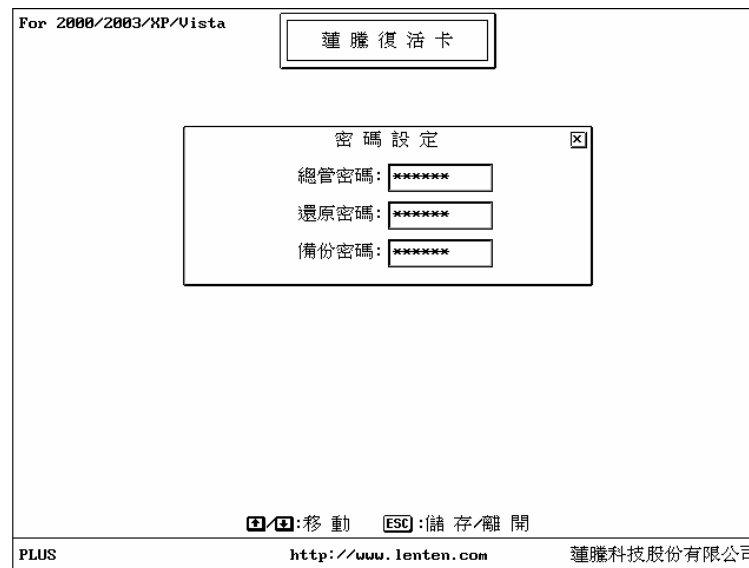 For 2000/2003/XP/Vista
蓮騰復活卡
密碼設定
總管密碼: ******
還原密碼: ******
備份密碼: ******
↑/↓:移動 ESC:儲存/離開
PLUS http://www.lenten.com 蓮騰科技股份有限公司